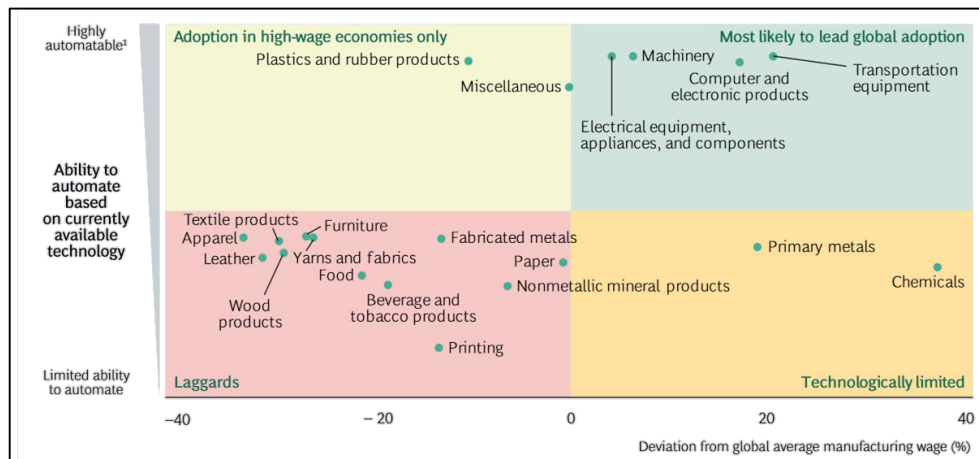 Highly
automatable¹
Adoption in high-wage economies only
Most likely to lead global adoption
Plastics and rubber products
Machinery
Miscellaneous
Computer and
electronic products
Transportation
equipment
Electrical equipment,
appliances, and components
Ability to
automate
based
on currently
available
technology
Textile products
Furniture
Apparel
Fabricated metals
Primary metals
Leather
Yarns and fabrics
Paper
Food
Chemicals
Wood
products
Beverage and
tobacco products
Nonmetallic mineral products
Printing
Limited ability
to automate
Laggards
Technologically limited
−40
− 20
0
20
40
Deviation from global average manufacturing wage (%)